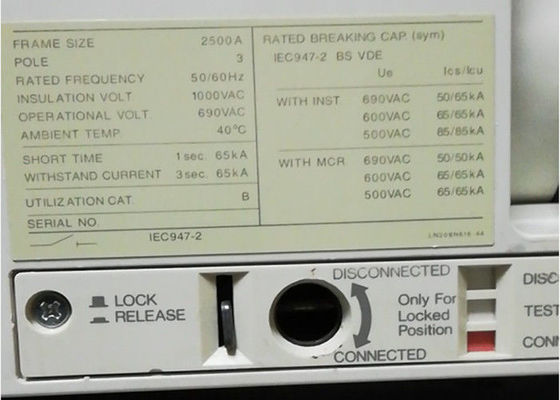 FRAME SIZE 2500A
POLE 3
RATED FREQUENCY 50/60Hz
INSULATION VOLT. 1000VAC
OPERATIONAL VOLT. 690VAC
AMBIENT TEMP. 40°C
SHORT TIME 1sec. 65kA
WITHSTAND CURRENT 3sec. 65kA
UTILIZATION CAT. B
SERIAL NO.
IEC947-2
RATED BREAKING CAP. (sym)
IEC947-2 BS VDE
Ue Ics/Icu
WITH INST 690VAC 50/65kA
600VAC 65/65kA
500VAC 85/85kA
WITH MCR 690VAC 50/50kA
600VAC 65/65kA
500VAC 65/65kA
LOCK
RELEASE
DISCONNECTED
CONNECTED
Only For
Locked
Position
DISC
TEST
CONN